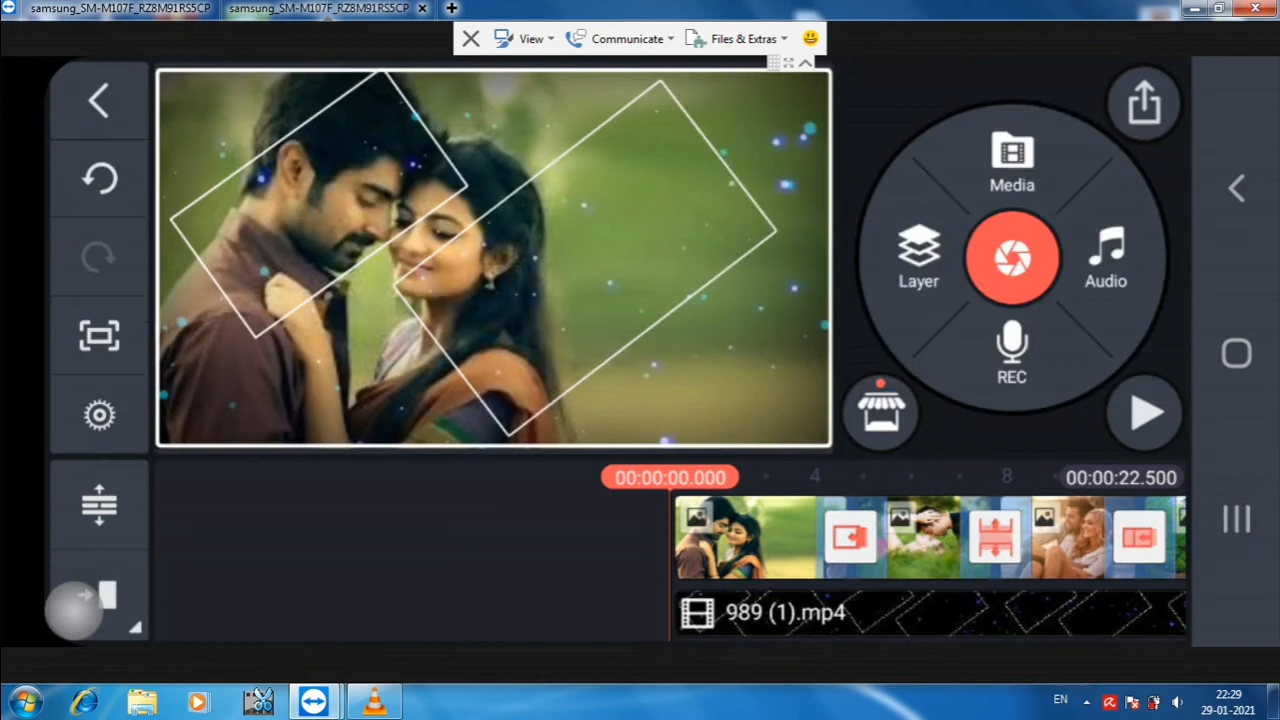 samsung_SM-M107F_RZ8M91RS5CP
samsung_SM-M107F_RZ8M91RS5CP
View
Communicate
Files & Extras
Media
Layer
Audio
REC
00:00:00.000
4
8
00:00:22.500
989 (1).mp4
EN
22:29
29-01-2021